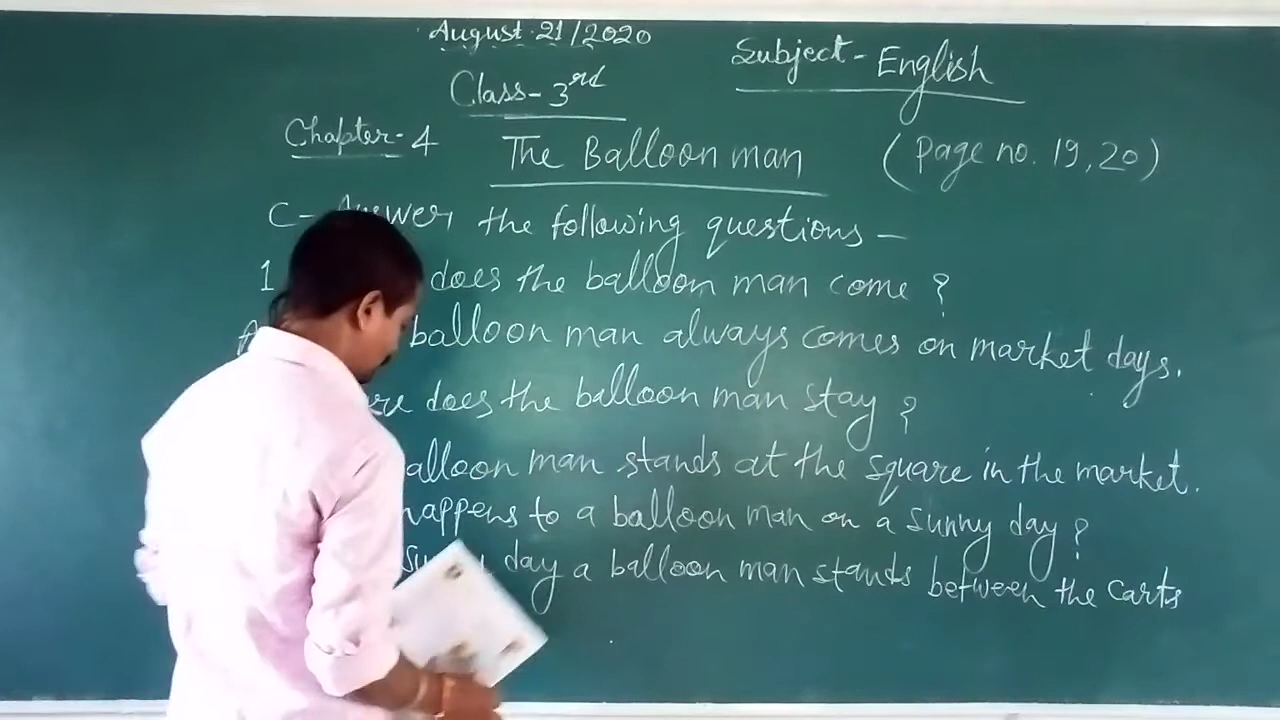 August 21/2020
Subject- English
Class- 3rd
Chapter- 4 The Balloon man (Page no. 19,20)
C- Answer the following questions —
1 does the balloon man come?
balloon man always comes on market days.
does the balloon man stay?
balloon man stands at the square in the market.
happens to a balloon man on a sunny day?
sunny day a balloon man stands between the carts